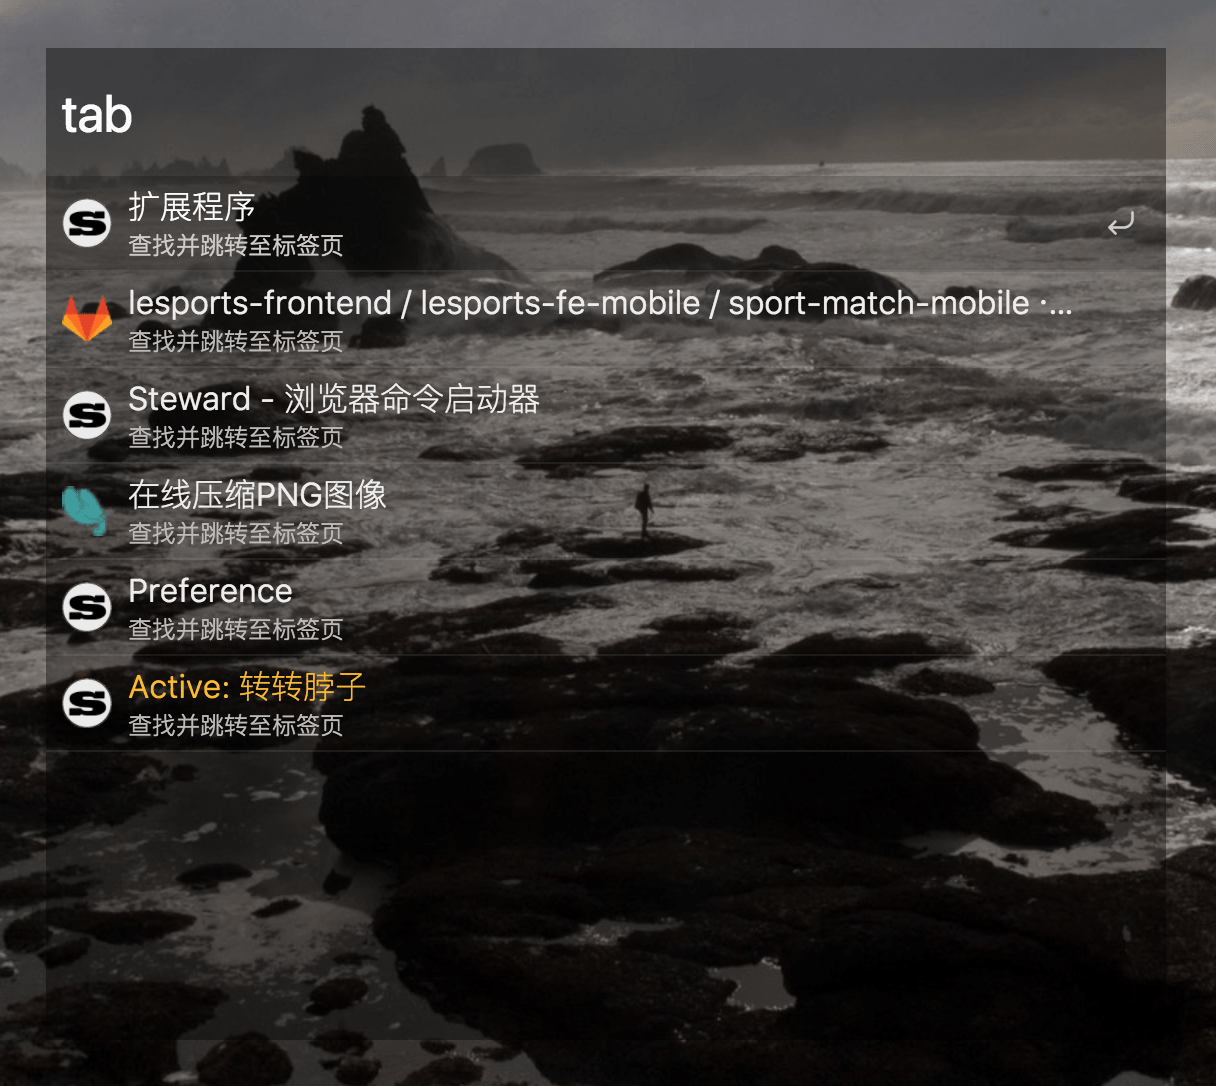 tab
扩展程序
查找并跳转至标签页
lesports-frontend / lesports-fe-mobile / sport-match-mobile ·...
查找并跳转至标签页
Steward - 浏览器命令启动器
查找并跳转至标签页
在线压缩PNG图像
查找并跳转至标签页
Preference
查找并跳转至标签页
Active: 转转脖子
查找并跳转至标签页